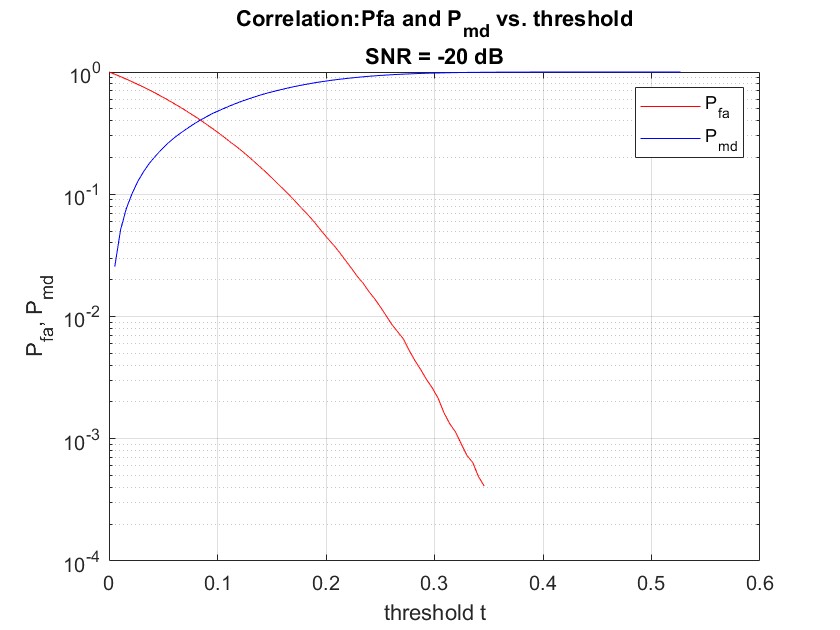 Correlation:Pfa and P_md vs. threshold
SNR = -20 dB
10^0
10^-1
10^-2
10^-3
10^-4
P_fa, P_md
P_fa
P_md
0 0.1 0.2 0.3 0.4 0.5 0.6
threshold t